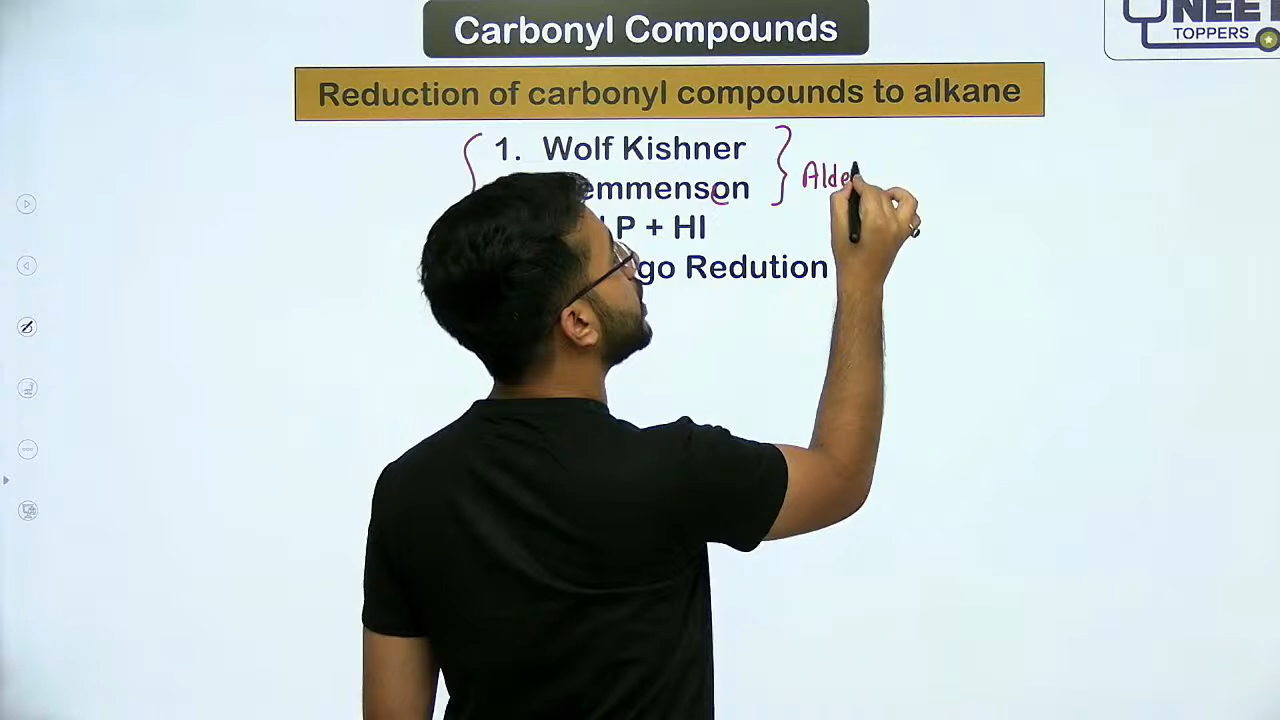 Carbonyl Compounds
NEET
TOPPERS
Reduction of carbonyl compounds to alkane
1. Wolf Kishner
emmenson
Alde
P + HI
go Redution